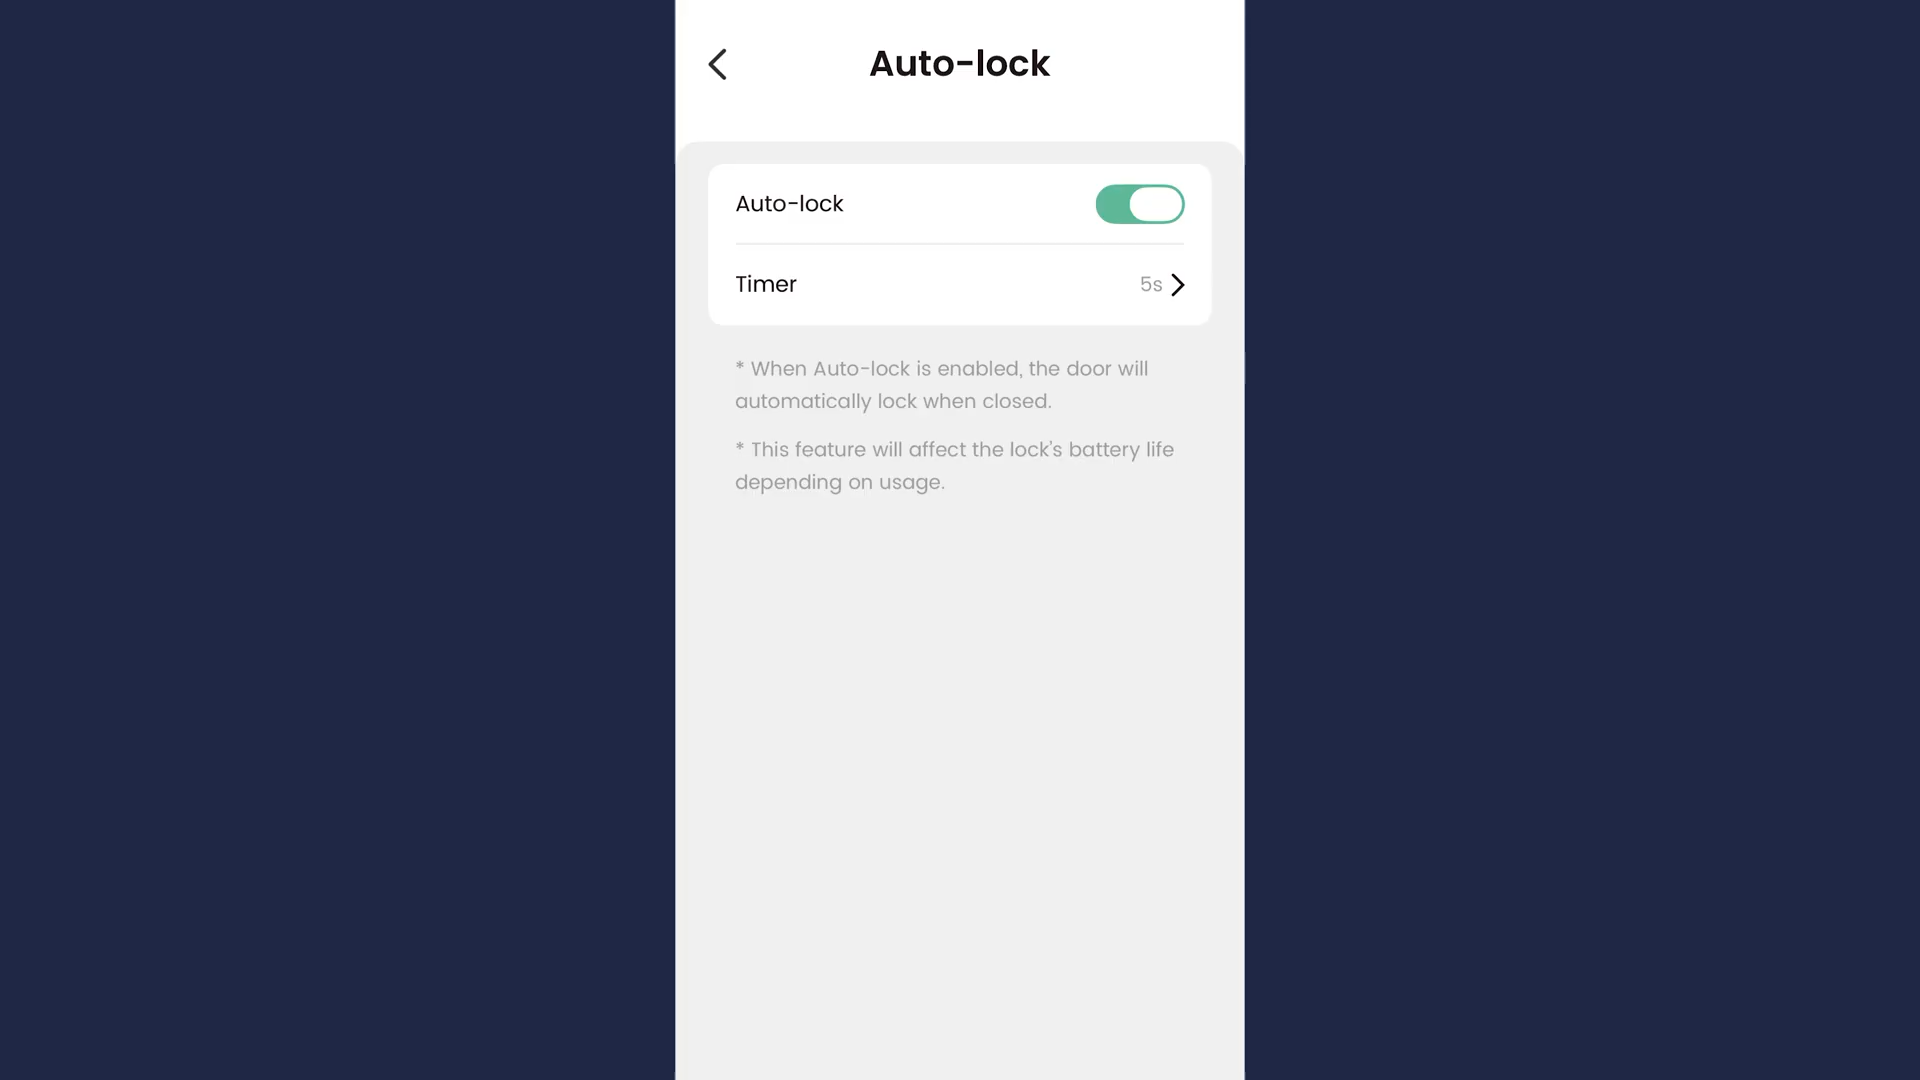 Auto-lock
Auto-lock
Timer 5s
* When Auto-lock is enabled, the door will
automatically lock when closed.
* This feature will affect the lock's battery life
depending on usage.